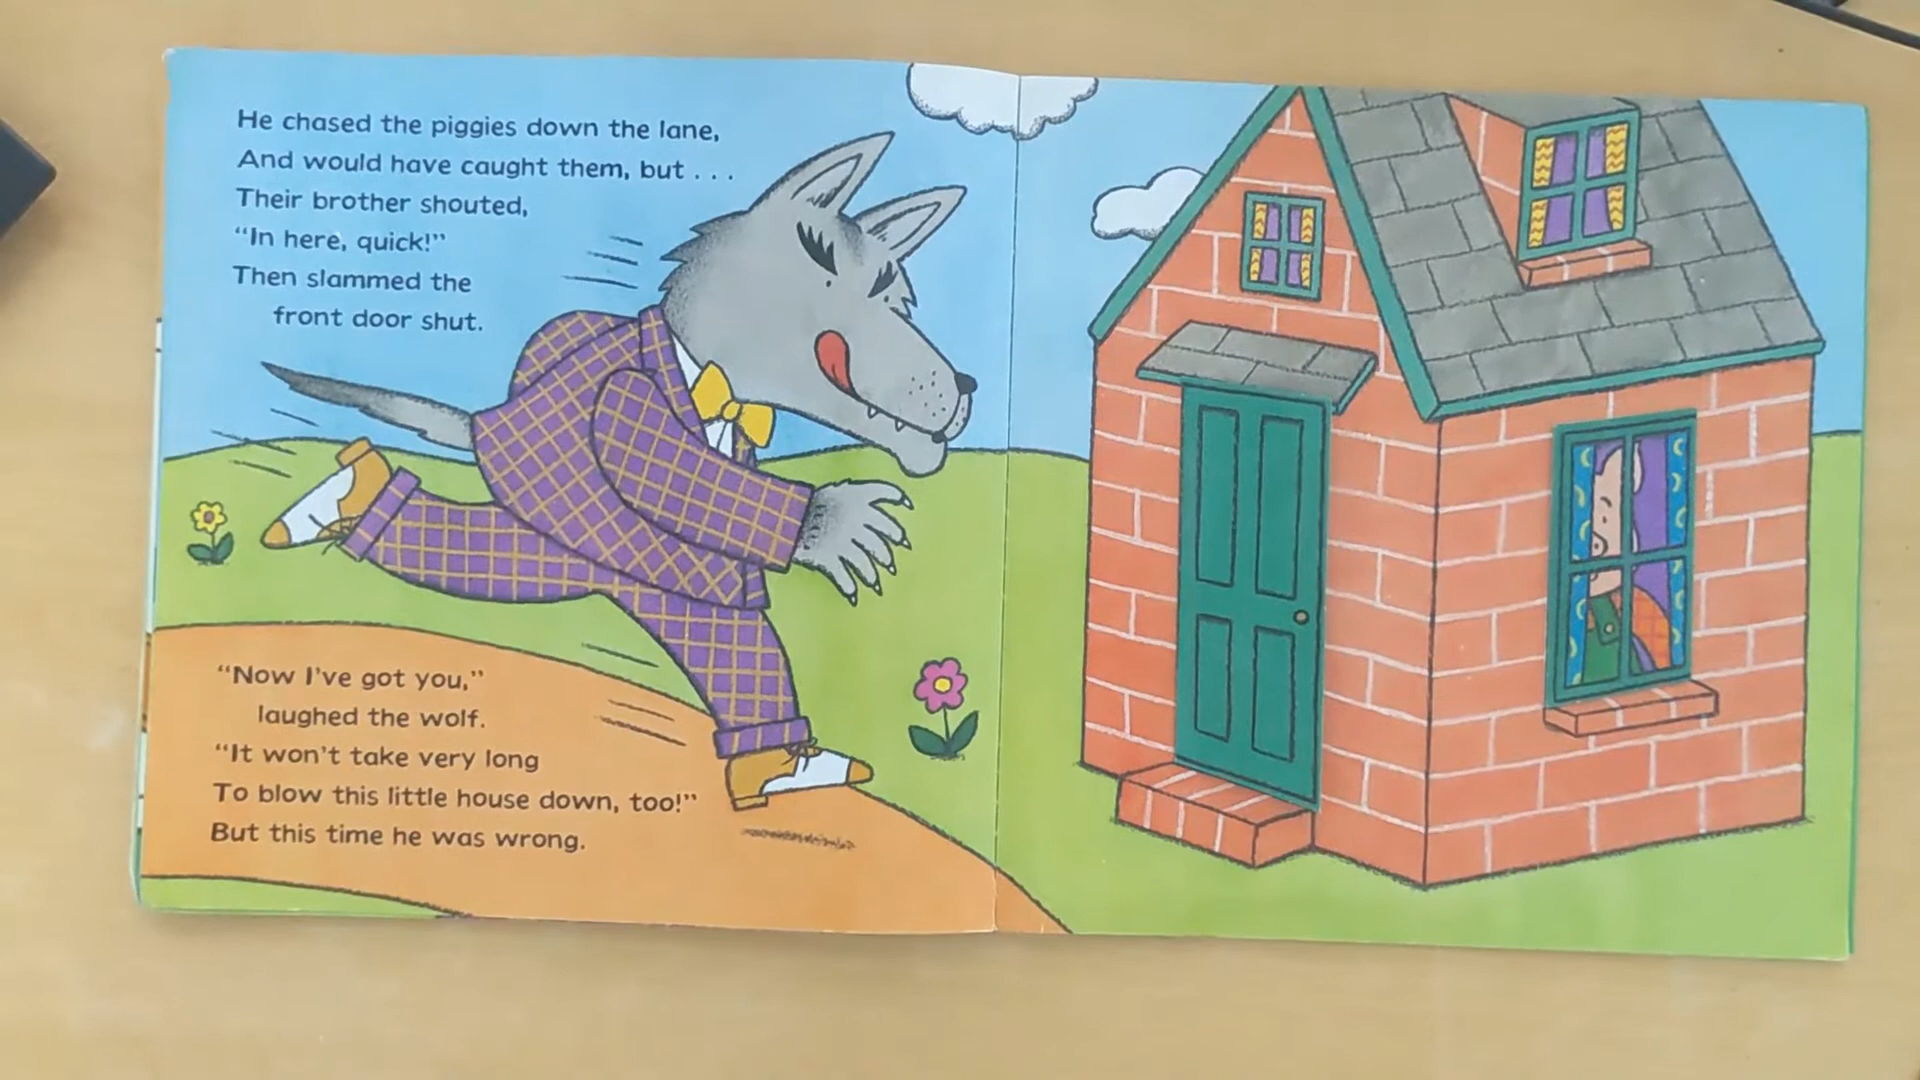 He chased the piggies down the lane,
And would have caught them, but . . .
Their brother shouted,
“In here, quick!”
Then slammed the
front door shut.
“Now I’ve got you,”
laughed the wolf.
“It won’t take very long
To blow this little house down, too!”
But this time he was wrong.